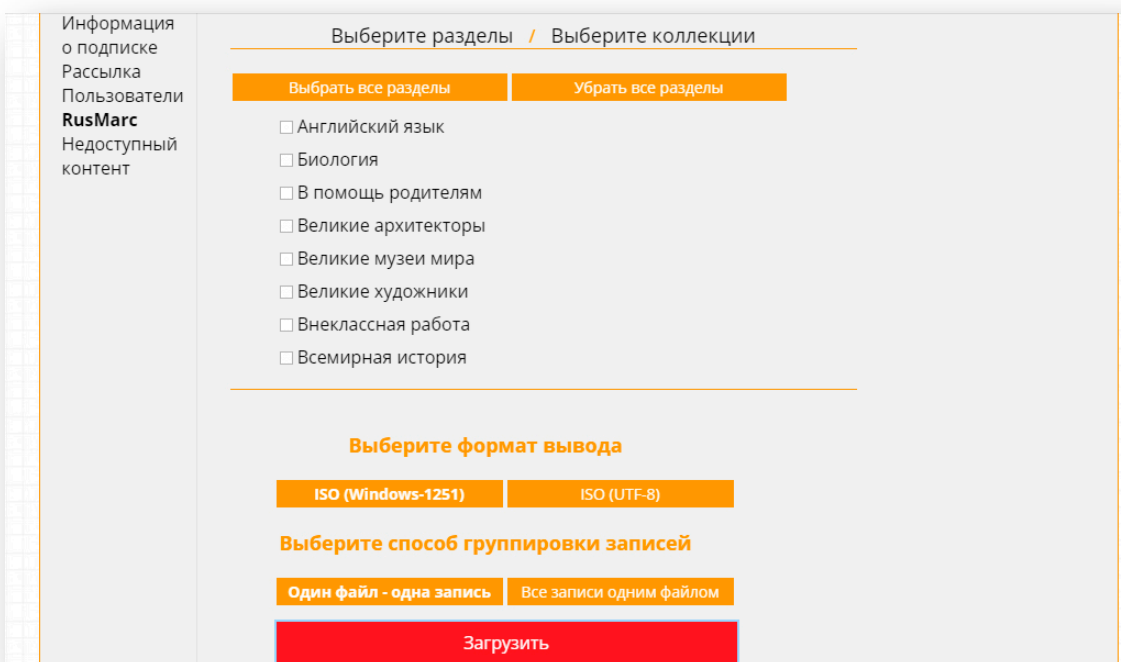 Информация
о подписке
Рассылка
Пользователи
RusMarc
Недоступный
контент
Выберите разделы / Выберите коллекции
Выбрать все разделы Убрать все разделы
Английский язык
Биология
В помощь родителям
Великие архитекторы
Великие музеи мира
Великие художники
Внеклассная работа
Всемирная история
Выберите формат вывода
ISO (Windows-1251) ISO (UTF-8)
Выберите способ группировки записей
Один файл - одна запись Все записи одним файлом
Загрузить